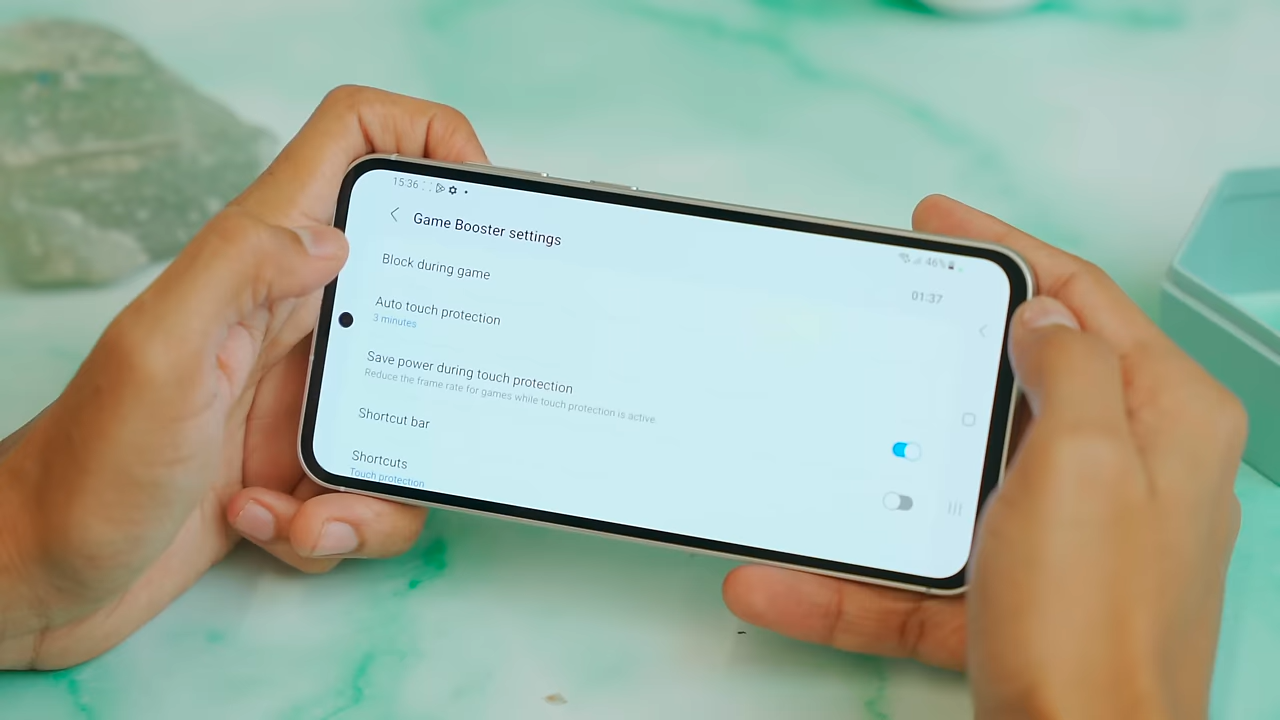 15:36
46%
Game Booster settings
01:37
Block during game
Auto touch protection
3 minutes
Save power during touch protection
Reduce the frame rate for games while touch protection is active
Shortcut bar
Shortcuts
Touch protection